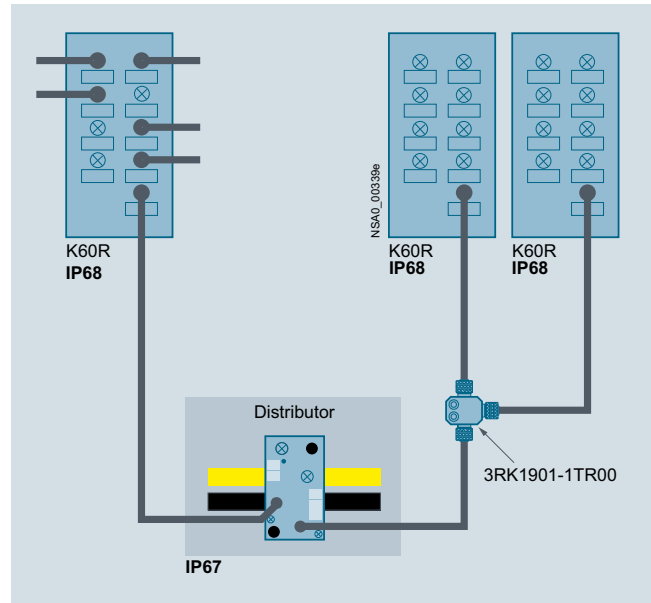 K60R
IP68
NSA0_00339e
K60R
IP68
K60R
IP68
Distributor
3RK1901-1TR00
IP67